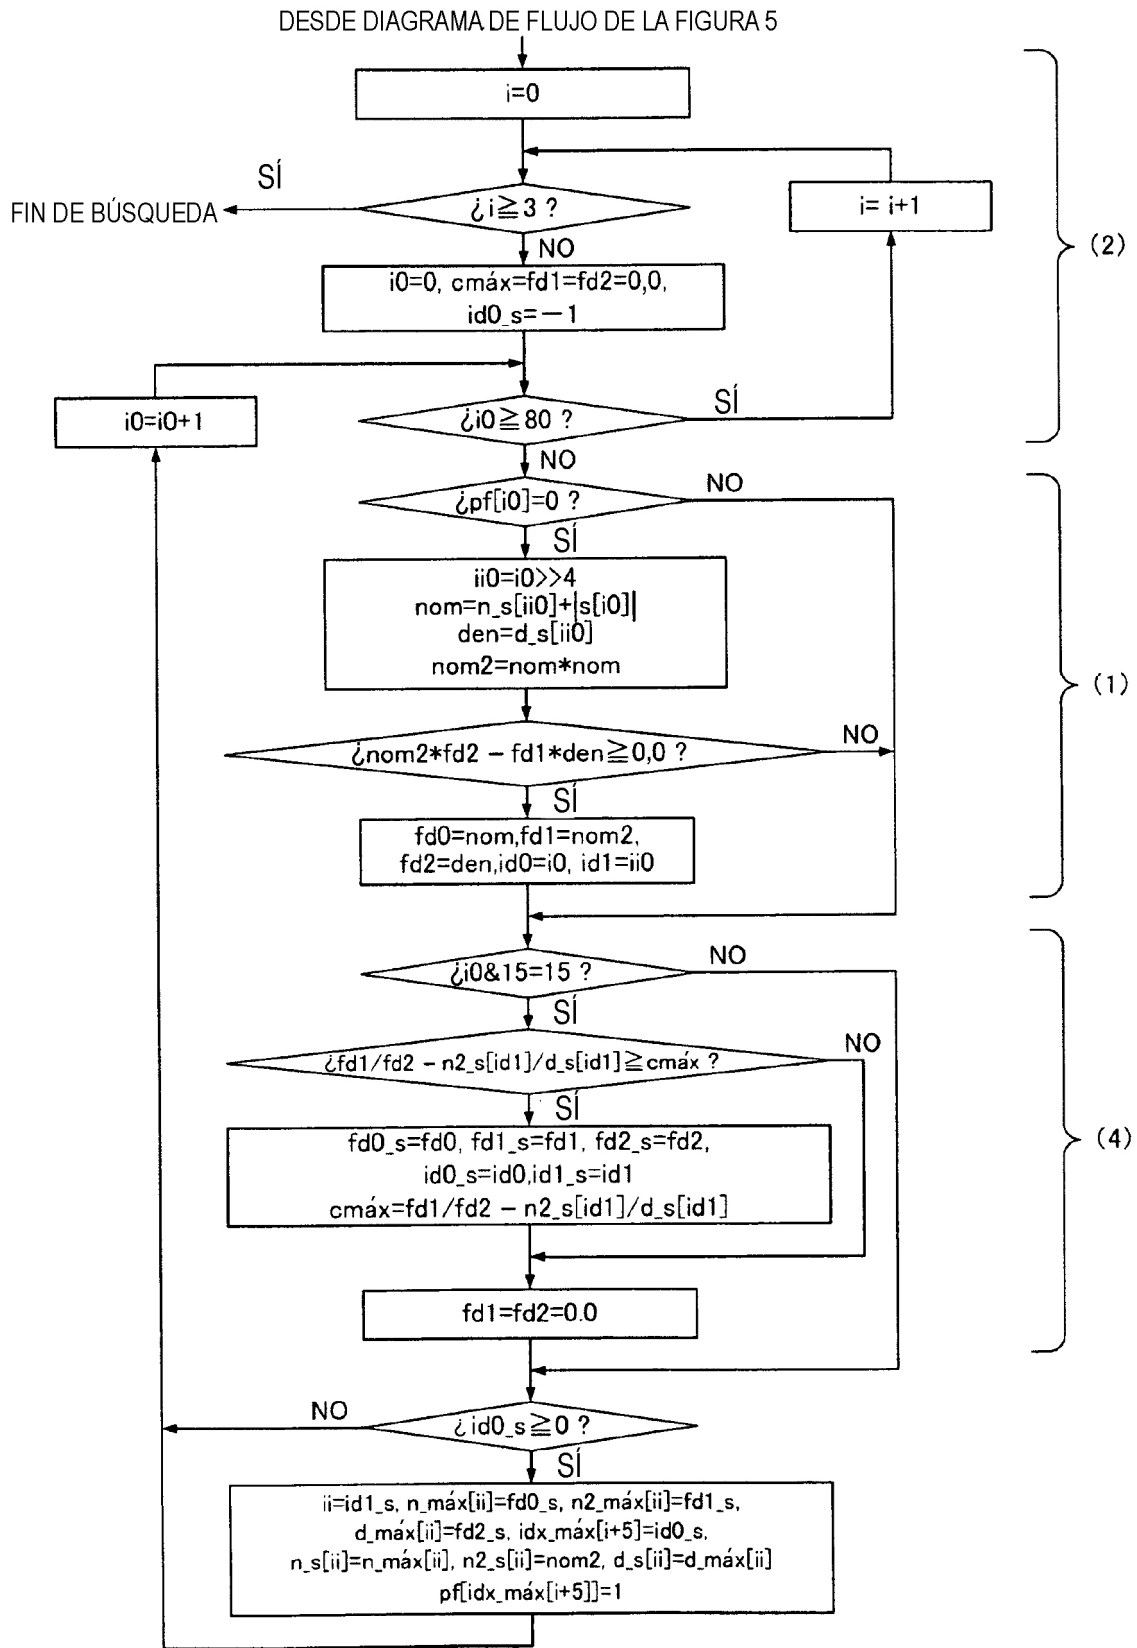 DESDE DIAGRAMA DE FLUJO DE LA FIGURA 5
i=0
SÍ
FIN DE BÚSQUEDA
¿i≧3 ?
i= i+1
NO
(2)
i0=0, cmáx=fd1=fd2=0,0,
id0_s=−1
i0=i0+1
¿i0≧80 ?
SÍ
NO
¿pf[i0]=0 ?
NO
SÍ
ii0=i0>>4
nom=n_s[ii0]+|s[i0]|
den=d_s[ii0]
nom2=nom*nom
(1)
¿nom2*fd2 − fd1*den≧0,0 ?
NO
SÍ
fd0=nom,fd1=nom2,
fd2=den,id0=i0, id1=ii0
¿i0&15=15 ?
NO
SÍ
¿fd1/fd2 − n2_s[id1]/d_s[id1]≧cmáx ?
NO
SÍ
fd0_s=fd0, fd1_s=fd1, fd2_s=fd2,
id0_s=id0,id1_s=id1
cmáx=fd1/fd2 − n2_s[id1]/d_s[id1]
(4)
fd1=fd2=0.0
NO
¿id0_s≧0 ?
SÍ
ii=id1_s, n_máx[ii]=fd0_s, n2_máx[ii]=fd1_s,
d_máx[ii]=fd2_s, idx_máx[i+5]=id0_s,
n_s[ii]=n_máx[ii], n2_s[ii]=nom2, d_s[ii]=d_máx[ii]
pf[idx_máx[i+5]]=1